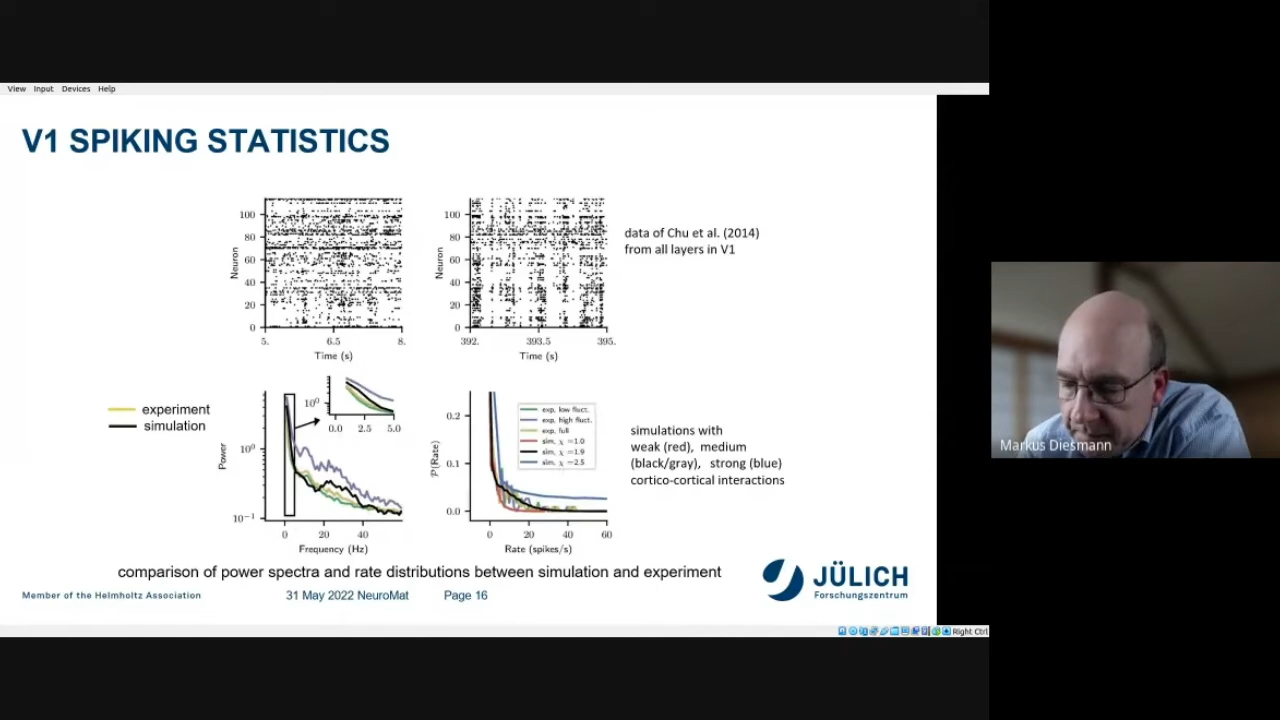 View Input Devices Help
V1 SPIKING STATISTICS
100
80
60
40
20
0
Neuron
5. 6.5 8.
Time (s)
100
80
60
40
20
0
Neuron
392. 393.5 395.
Time (s)
data of Chu et al. (2014)
from all layers in V1
experiment
simulation
10⁰
10⁻¹
Power
10⁰
0.0 2.5 5.0
0 20 40
Frequency (Hz)
0.2
0.1
0.0
P(Rate)
exp, low fluct.
exp, high fluct.
exp, full
sim, χ =1.0
sim, χ =1.9
sim, χ =2.5
0 20 40 60
Rate (spikes/s)
simulations with
weak (red), medium
(black/gray), strong (blue)
cortico-cortical interactions
comparison of power spectra and rate distributions between simulation and experiment
Member of the Helmholtz Association
31 May 2022 NeuroMat
Page 16
JÜLICH
Forschungszentrum
Right Ctrl
Markus Diesmann